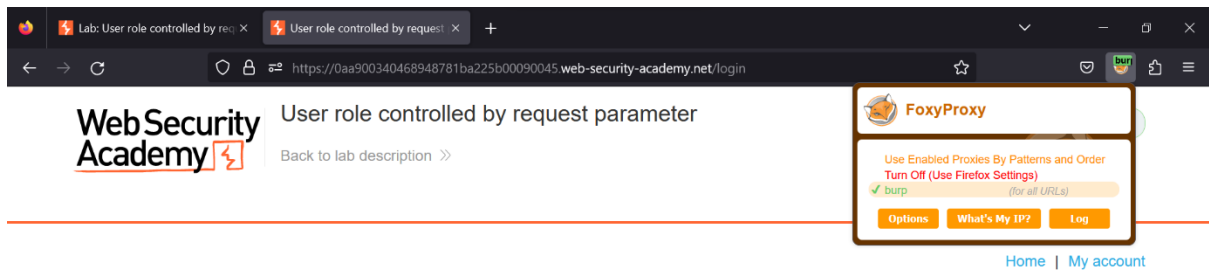 Lab: User role controlled by req
User role controlled by request
https://0aa900340468948781ba225b00090045.web-security-academy.net/login
burp
Web Security
Academy
User role controlled by request parameter
Back to lab description
FoxyProxy
Use Enabled Proxies By Patterns and Order
Turn Off (Use Firefox Settings)
burp (for all URLs)
Options What's My IP? Log
Home | My account